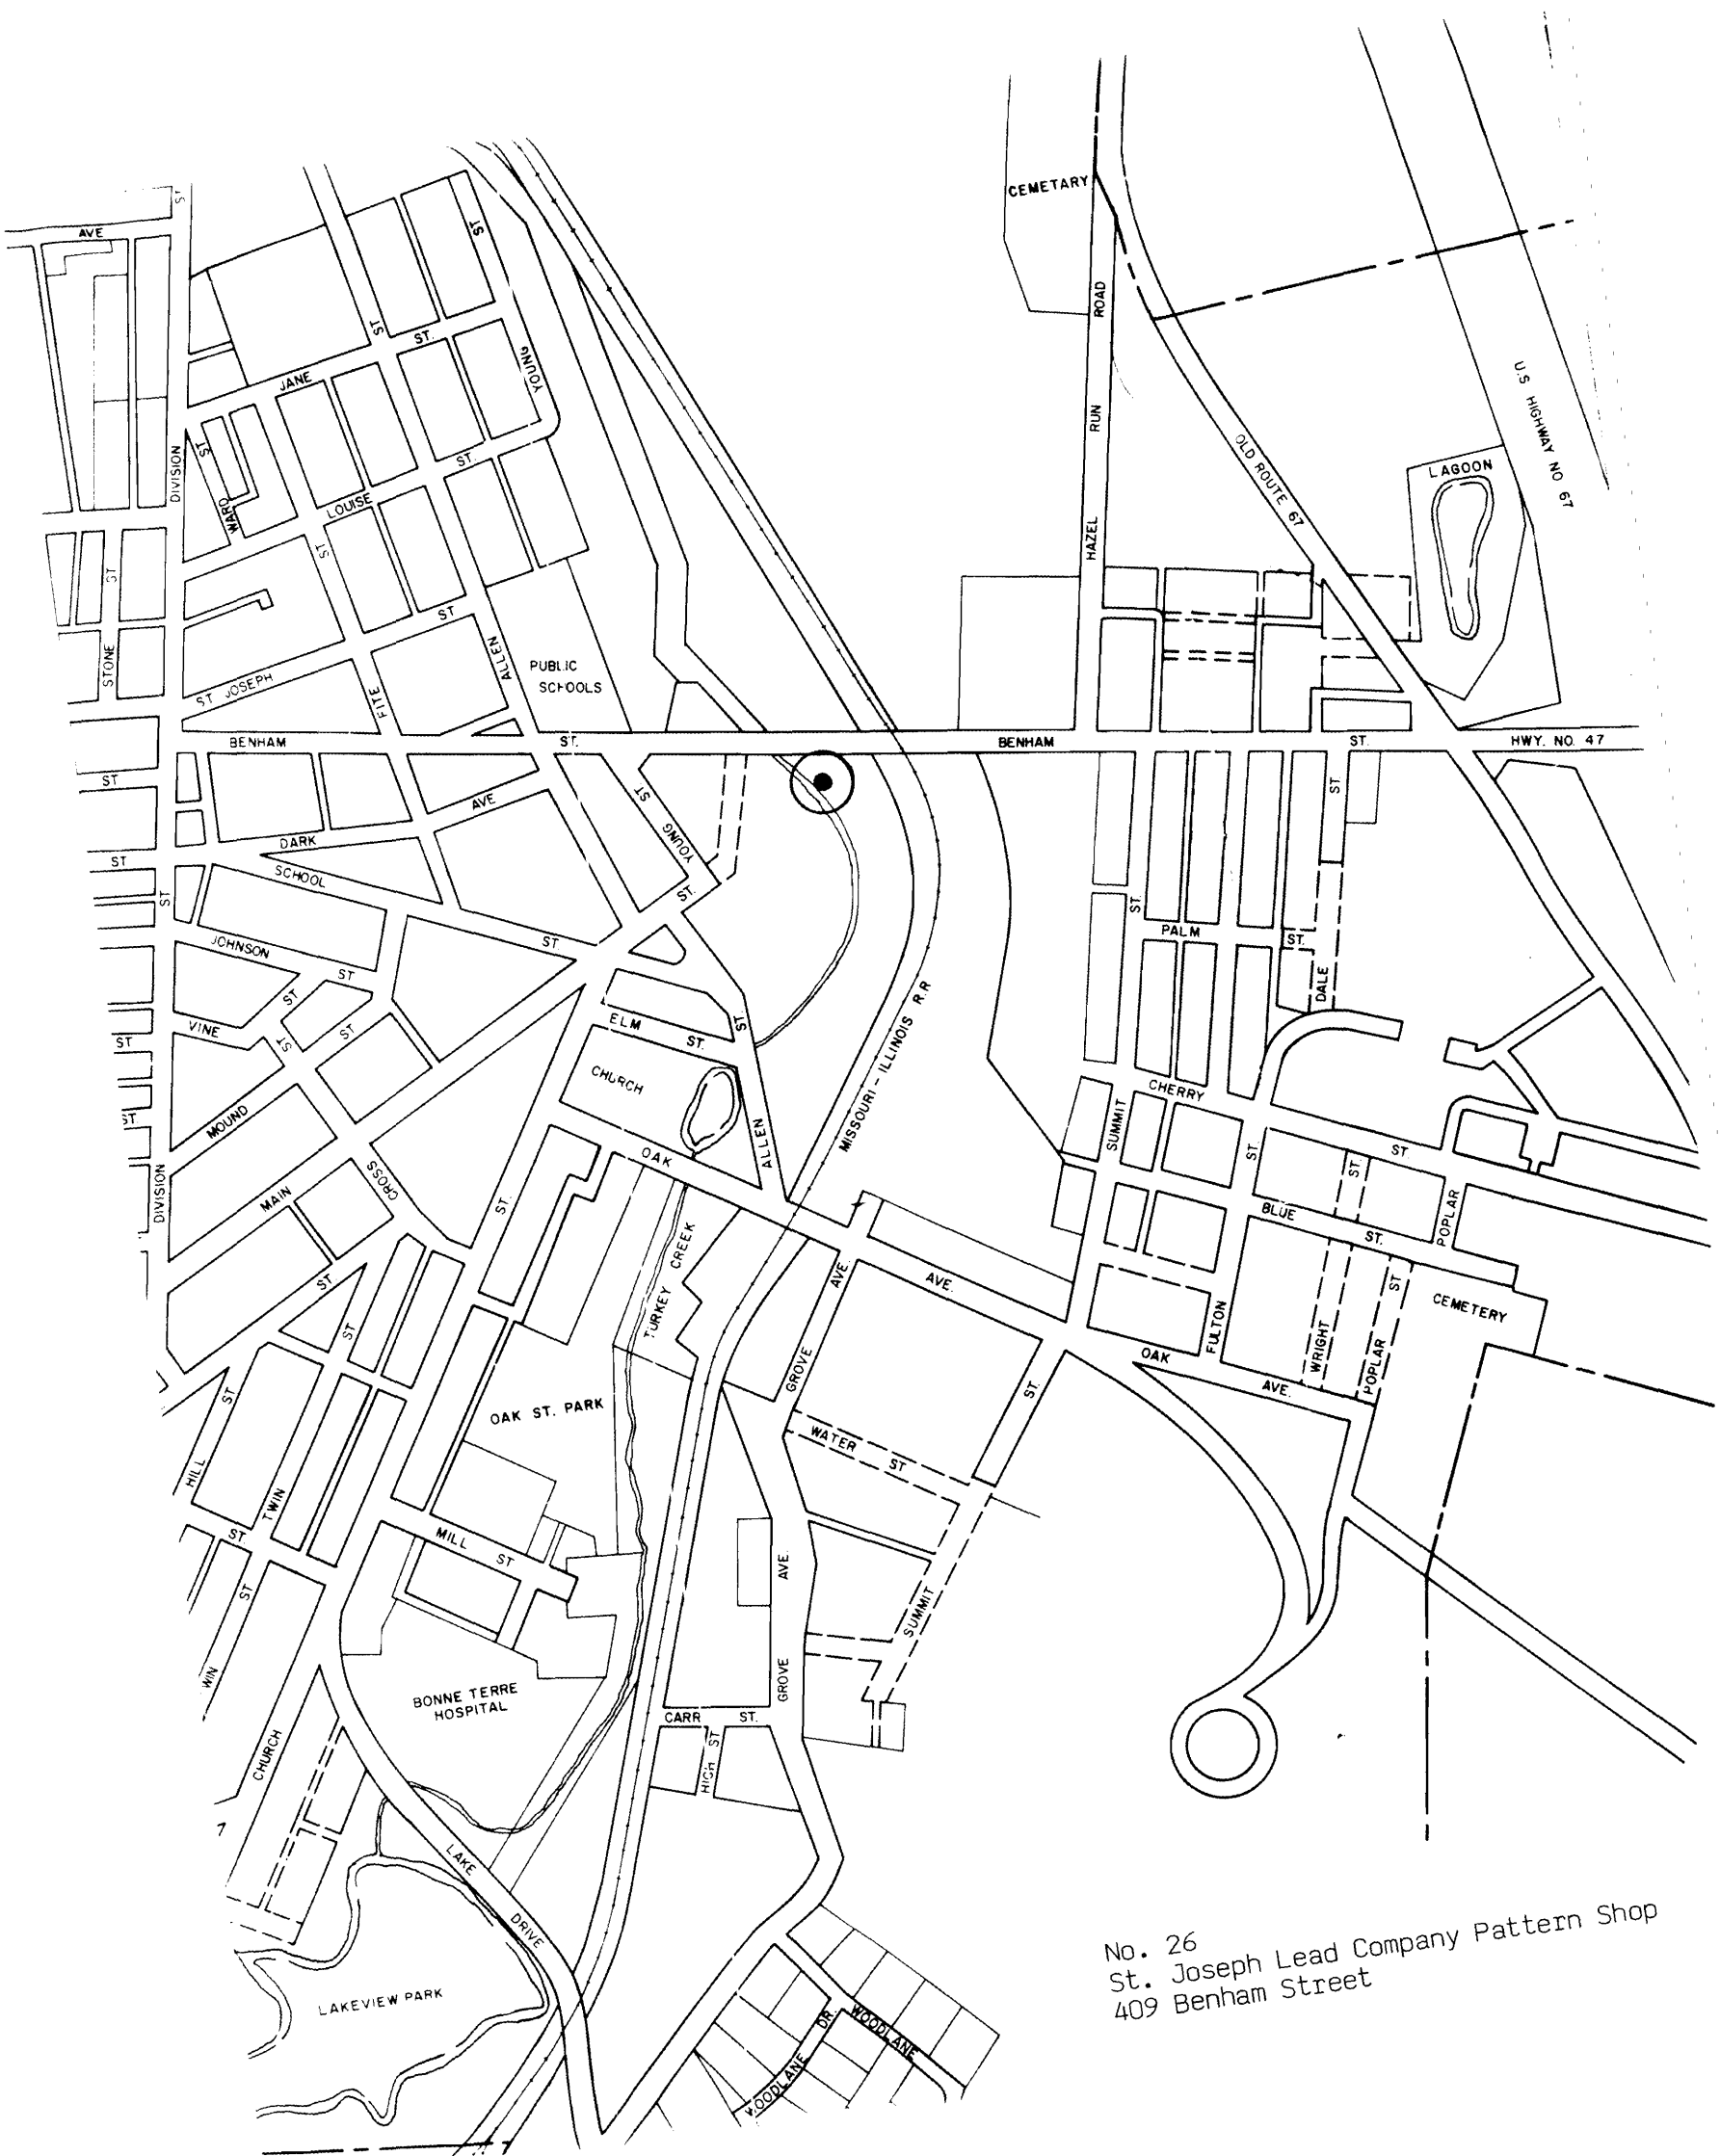 CEMETARY
ST
AVE
ST
ROAD
ST
ST.
YOUNG
JANE
U.S HIGHWAY NO 67
RUN
OLD ROUTE 67
LAGOON
DIVISION
ST
ST.
WARD
LOUISE
HAZEL
ST
ST
ST
STONE
ALLEN
PUBLIC
SCHOOLS
ST JOSEPH
FITE
BENHAM
ST.
BENHAM
ST.
HWY. NO. 47
ST
ST
ST
AVE
YOUNG
DARK
ST
SCHOOL
ST.
ST
ST.
PALM
ST.
JOHNSON
ST
ST
DALE
MISSOURI - ILLINOIS R.R
ST
VINE
ELM
ST.
ST.
ST
ST
ST
CHURCH
CHERRY
ST
MOUND
ALLEN
SUMMIT
OAK
ST.
ST.
ST.
CROSS
DIVISION
MAIN
ST.
BLUE
ST.
POPLAR
TURKEY CREEK
AVE.
AVE.
ST
ST
CEMETERY
ST
FULTON
WRIGHT
POPLAR
OAK
AVE.
GROVE
ST.
ST
OAK ST. PARK
WATER
ST
HILL
TWIN
ST.
MILL ST
AVE.
ST
SUMMIT
GROVE
WIN
BONNE TERRE
HOSPITAL
CARR ST.
HIGH ST
CHURCH
7
LAKE
DRIVE
LAKEVIEW PARK
WOODLANE
DR.
WOODLANE
No. 26
St. Joseph Lead Company Pattern Shop
409 Benham Street